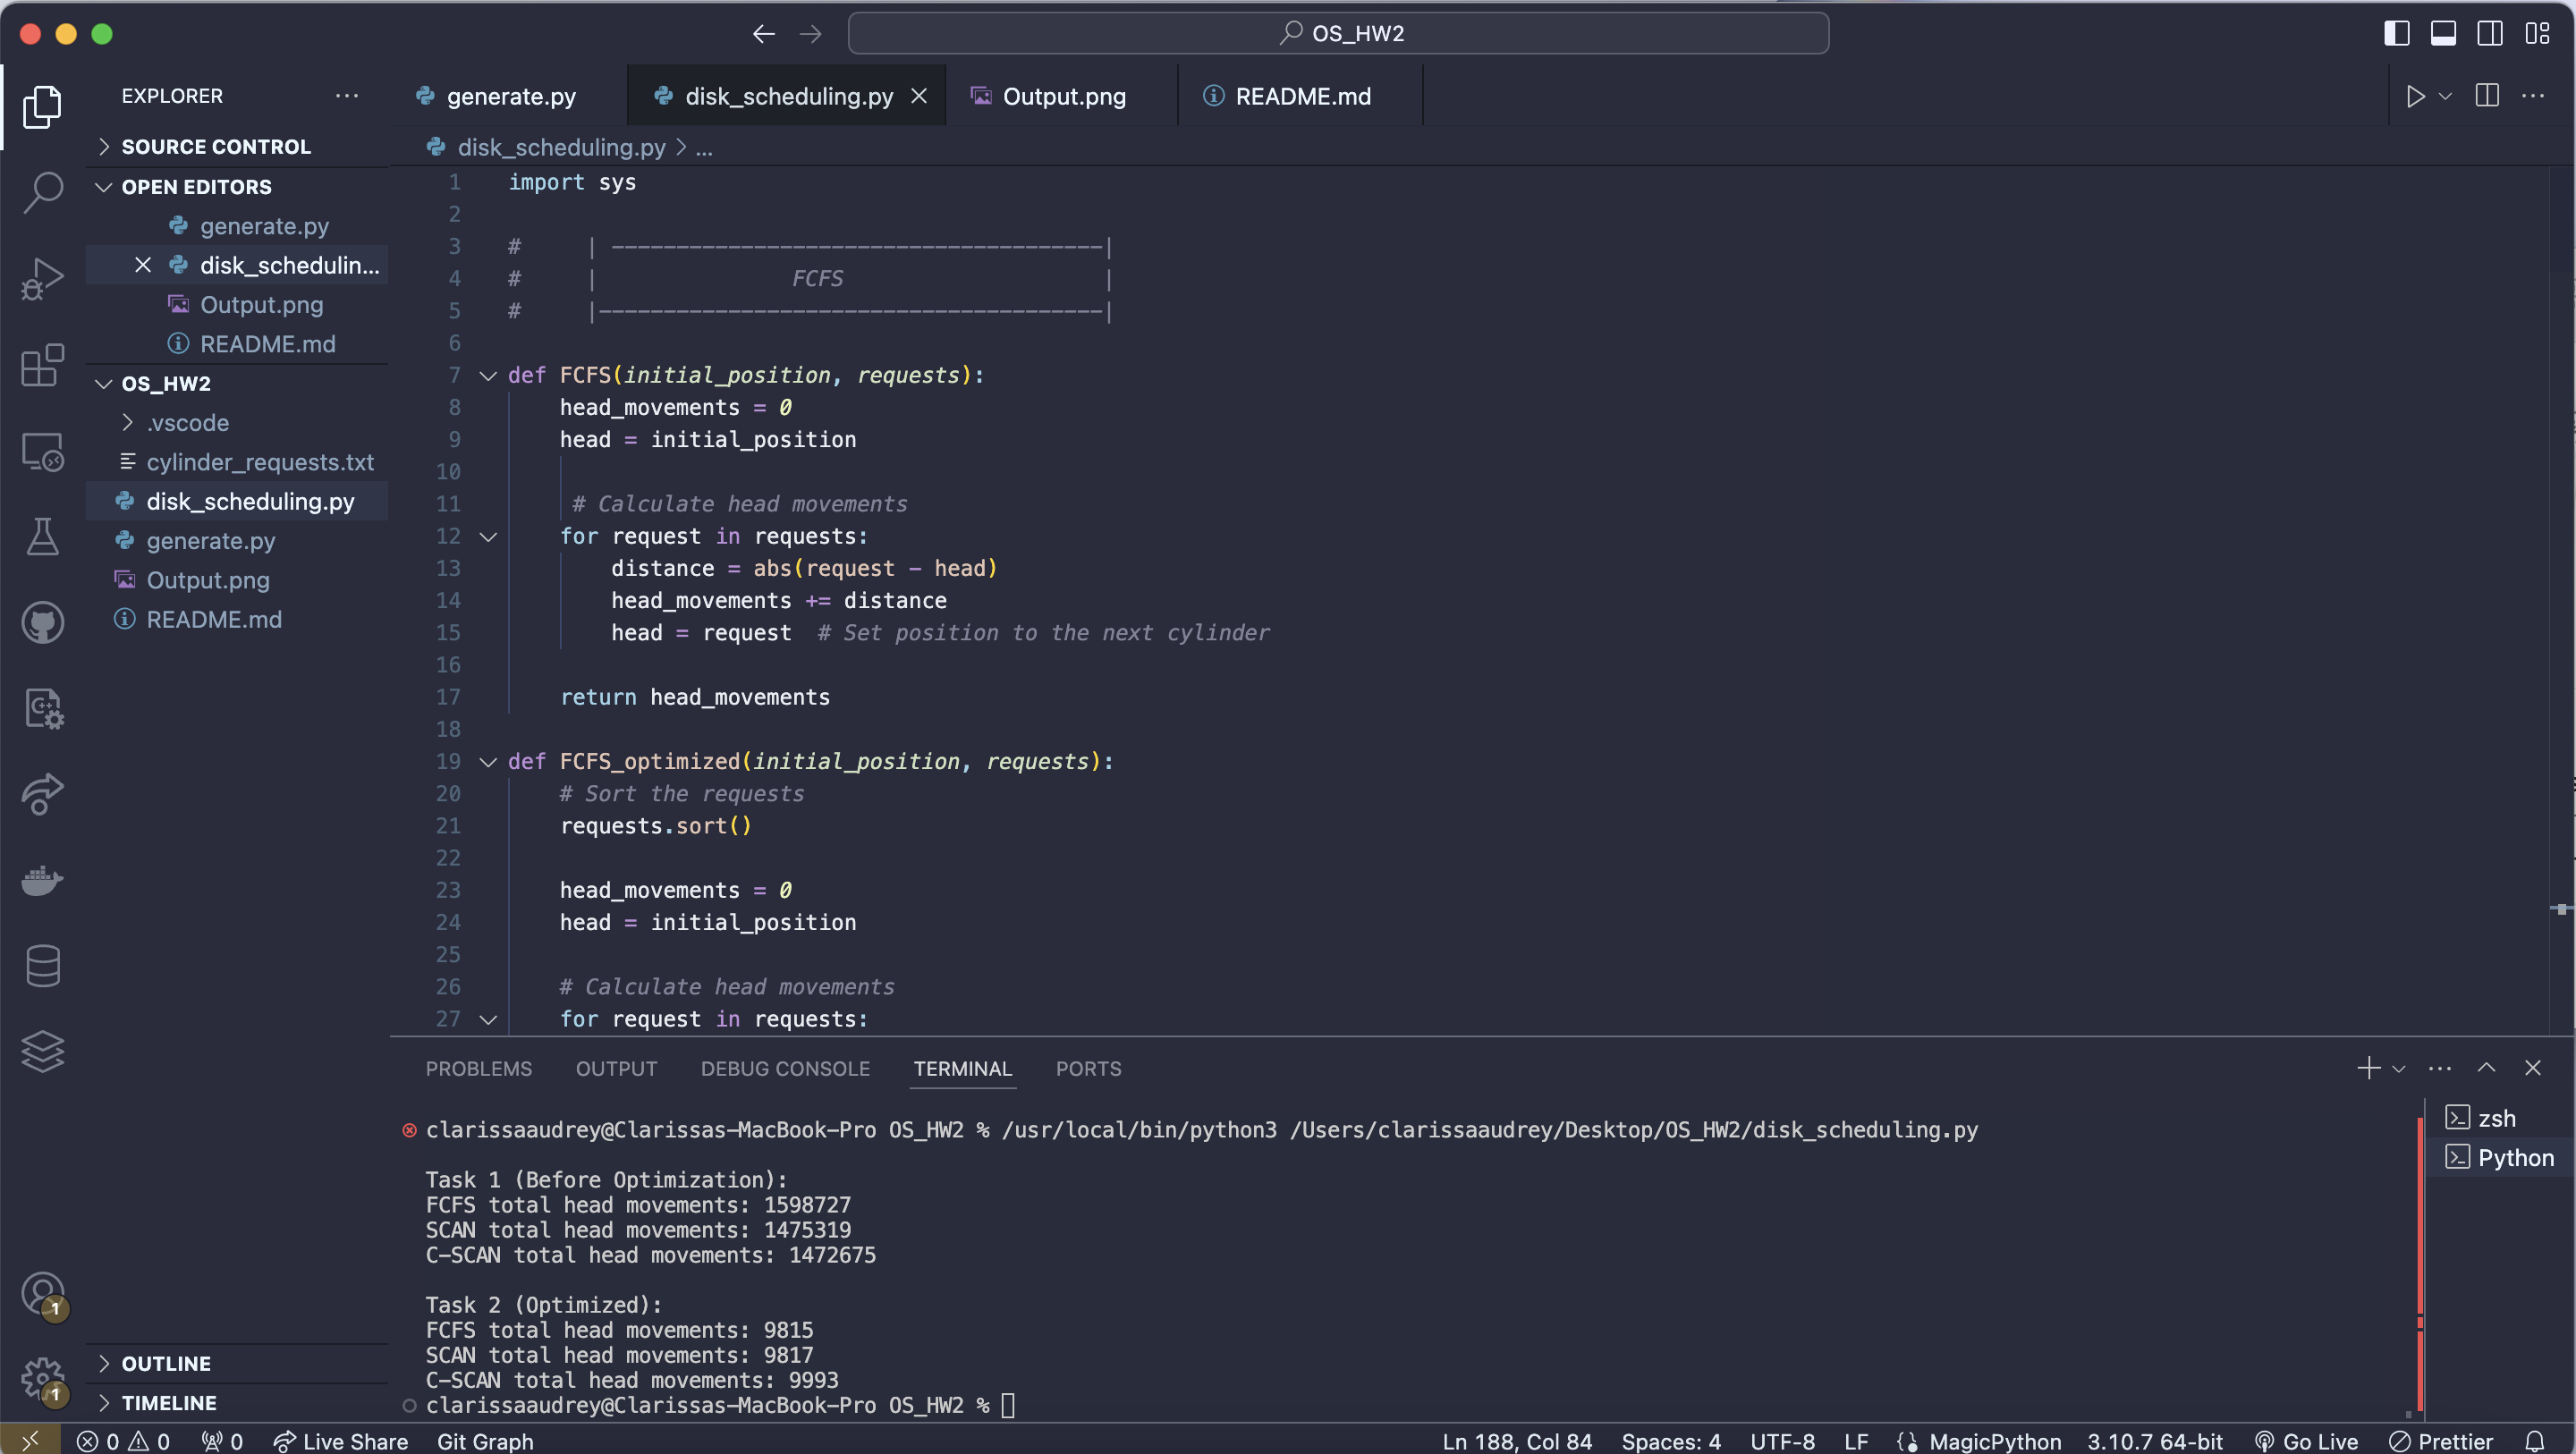 OS_HW2
EXPLORER
SOURCE CONTROL
OPEN EDITORS
generate.py
disk_schedulin...
Output.png
README.md
OS_HW2
.vscode
cylinder_requests.txt
disk_scheduling.py
generate.py
Output.png
README.md
OUTLINE
TIMELINE
1
1
generate.py
disk_scheduling.py
Output.png
README.md
disk_scheduling.py > ...
1 import sys
2
3 #     | --------------------------------------|
4 #     |               FCFS                    |
5 #     |---------------------------------------|
6
7 def FCFS(initial_position, requests):
8     head_movements = 0
9     head = initial_position
10
11      # Calculate head movements
12     for request in requests:
13         distance = abs(request - head)
14         head_movements += distance
15         head = request  # Set position to the next cylinder
16
17     return head_movements
18
19 def FCFS_optimized(initial_position, requests):
20     # Sort the requests
21     requests.sort()
22
23     head_movements = 0
24     head = initial_position
25
26     # Calculate head movements
27     for request in requests:
PROBLEMS OUTPUT DEBUG CONSOLE TERMINAL PORTS
clarissaaudrey@Clarissas-MacBook-Pro OS_HW2 % /usr/local/bin/python3 /Users/clarissaaudrey/Desktop/OS_HW2/disk_scheduling.py
Task 1 (Before Optimization):
FCFS total head movements: 1598727
SCAN total head movements: 1475319
C-SCAN total head movements: 1472675
Task 2 (Optimized):
FCFS total head movements: 9815
SCAN total head movements: 9817
C-SCAN total head movements: 9993
clarissaaudrey@Clarissas-MacBook-Pro OS_HW2 %
zsh
Python
0 0 0 Live Share Git Graph Ln 188, Col 84 Spaces: 4 UTF-8 LF MagicPython 3.10.7 64-bit Go Live Prettier